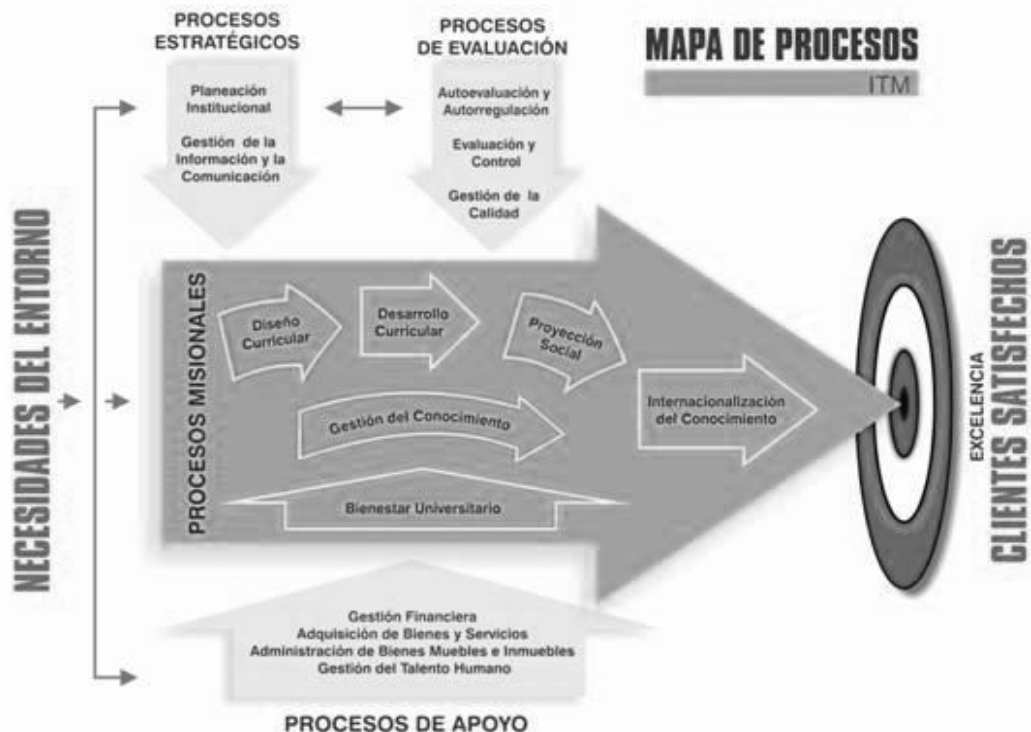 PROCESOS
ESTRATÉGICOS
Planeación
Institucional
Gestión de la
Información y la
Comunicación
PROCESOS
DE EVALUACIÓN
Autoevaluación y
Autorregulación
Evaluación y
Control
Gestión de la
Calidad
MAPA DE PROCESOS
ITM
NECESIDADES DEL ENTORNO
PROCESOS MISIONALES
Diseño
Curricular
Desarrollo
Curricular
Proyección
Social
Gestión del Conocimiento
Internacionalización
del Conocimiento
Bienestar Universitario
EXCELENCIA
CLIENTES SATISFECHOS
Gestión Financiera
Adquisición de Bienes y Servicios
Administración de Bienes Muebles e Inmuebles
Gestión del Talento Humano
PROCESOS DE APOYO